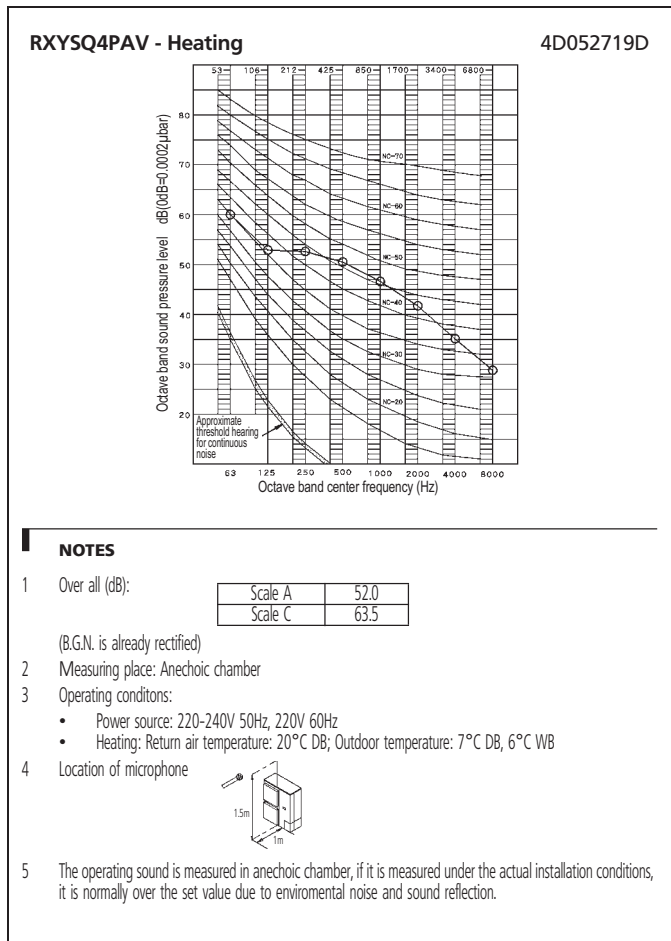 RXYSQ4PAV - Heating 4D052719D
53 106 212 425 850 1700 3400 6800
Octave band sound pressure level dB(0dB=0.0002µbar)
80
70
60
50
40
30
20
NC-70
NC-60
NC-50
NC-40
NC-30
NC-20
Approximate
threshold hearing
for continuous
noise
63 125 250 500 1000 2000 4000 8000
Octave band center frequency (Hz)
NOTES
1 Over all (dB):
Scale A 52.0
Scale C 63.5
(B.G.N. is already rectified)
2 Measuring place: Anechoic chamber
3 Operating conditons:
• Power source: 220-240V 50Hz, 220V 60Hz
• Heating: Return air temperature: 20°C DB; Outdoor temperature: 7°C DB, 6°C WB
4 Location of microphone
1.5m
1m
5 The operating sound is measured in anechoic chamber, if it is measured under the actual installation conditions,
it is normally over the set value due to enviromental noise and sound reflection.